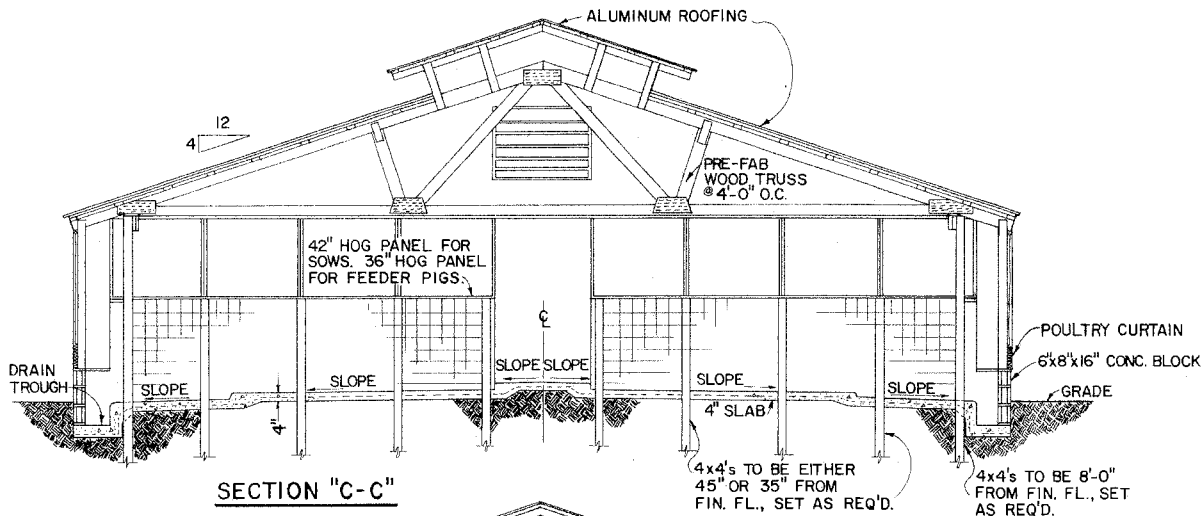 ALUMINUM ROOFING
12
4
PRE-FAB
WOOD TRUSS
@ 4'-0" O.C.
42" HOG PANEL FOR
SOWS. 36" HOG PANEL
FOR FEEDER PIGS.
℄
POULTRY CURTAIN
6"x8"x16" CONC. BLOCK
GRADE
DRAIN
TROUGH
SLOPE
SLOPE
SLOPE SLOPE
SLOPE
SLOPE
4"
4" SLAB
4x4's TO BE EITHER
45" OR 35" FROM
FIN. FL., SET AS REQ'D.
4x4's TO BE 8'-0"
FROM FIN. FL., SET
AS REQ'D.
SECTION "C-C"